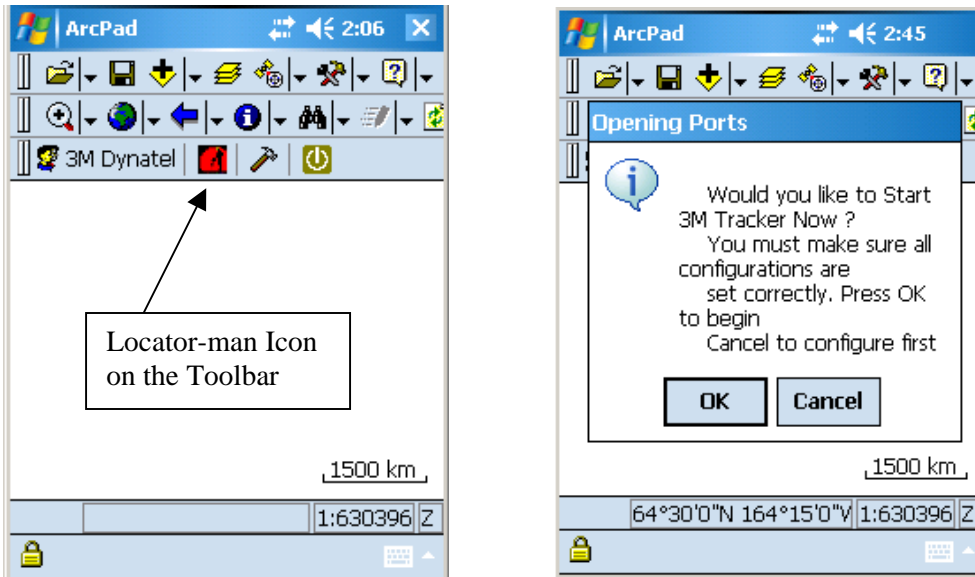 ArcPad 2:06
3M Dynatel
Locator-man Icon
on the Toolbar
1500 km
1:630396 Z
ArcPad 2:45
Opening Ports
Would you like to Start
3M Tracker Now ?
You must make sure all
configurations are
set correctly. Press OK
to begin
Cancel to configure first
OK Cancel
1500 km
64°30'0"N 164°15'0"V 1:630396 Z